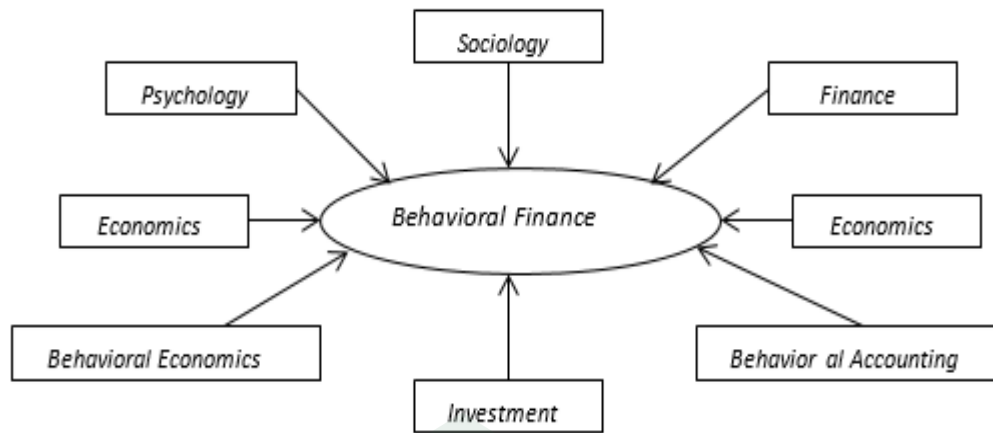 Sociology
Psychology
Finance
Economics
Behavioral Finance
Economics
Behavioral Economics
Behavior al Accounting
Investment